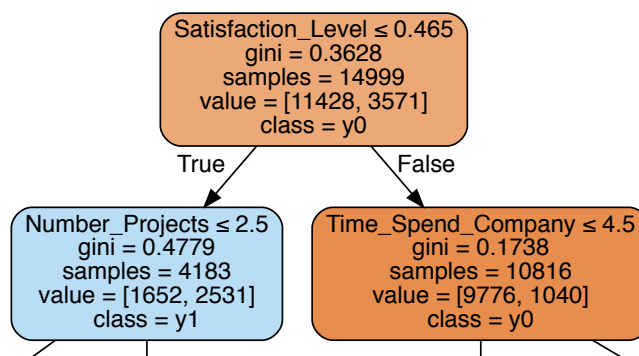 Satisfaction_Level ≤ 0.465
gini = 0.3628
samples = 14999
value = [11428, 3571]
class = y0
True
False
Number_Projects ≤ 2.5
gini = 0.4779
samples = 4183
value = [1652, 2531]
class = y1
Time_Spend_Company ≤ 4.5
gini = 0.1738
samples = 10816
value = [9776, 1040]
class = y0